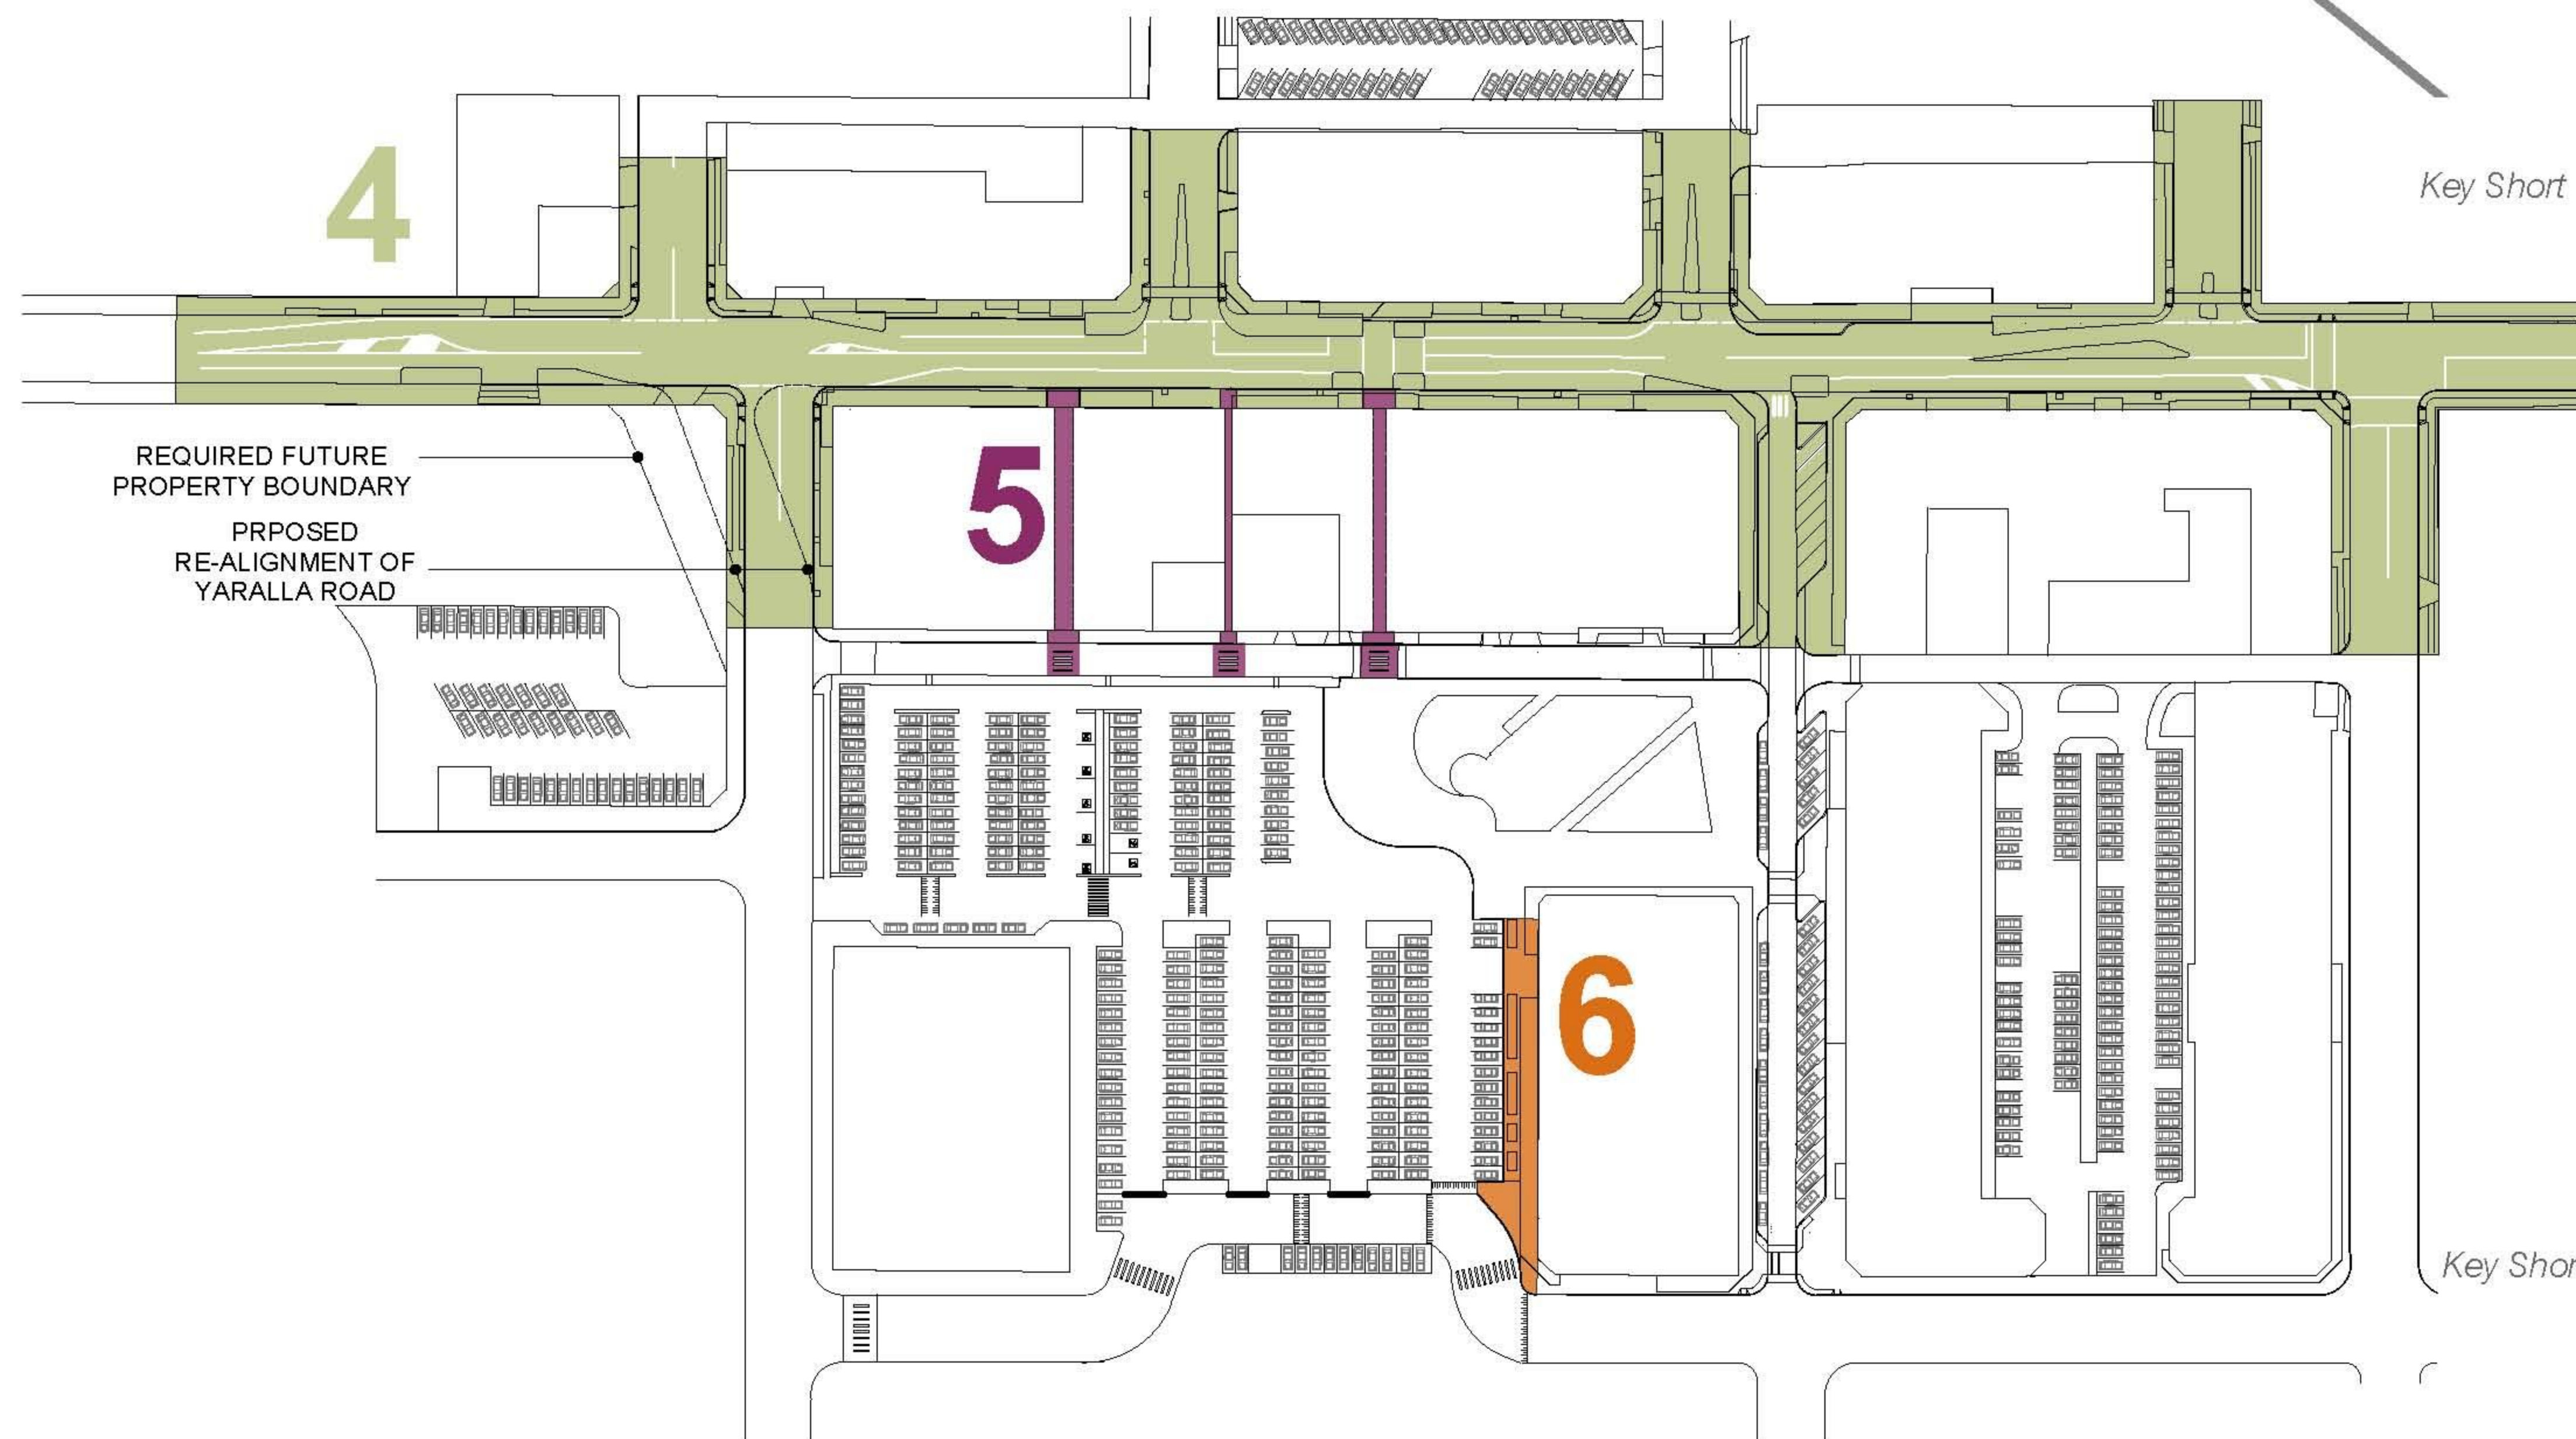 4
Key Short
REQUIRED FUTURE
PROPERTY BOUNDARY
5
PRPOSED
RE-ALIGNMENT OF
YARALLA ROAD
6
Key Shor